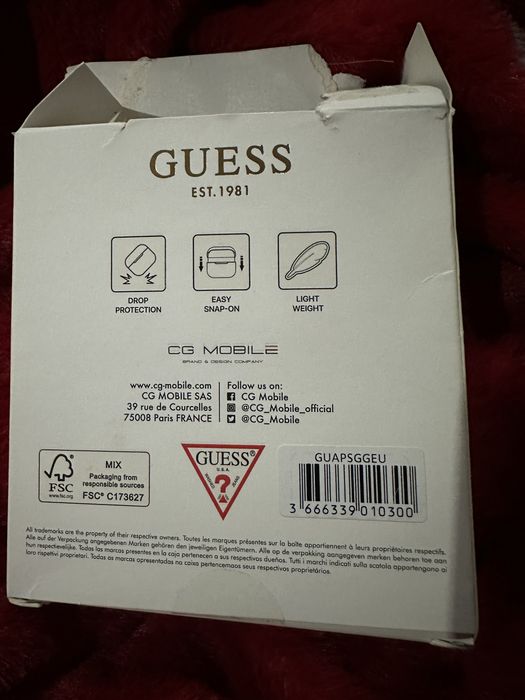 GUESS
EST.1981
DROP
PROTECTION
EASY
SNAP-ON
LIGHT
WEIGHT
CG MOBILE
BRAND & DESIGN COMPANY
www.cg-mobile.com
CG MOBILE SAS
39 rue de Courcelles
75008 Paris FRANCE
Follow us on:
CG Mobile
@CG_Mobile_official
@CG_Mobile
FSC
www.fsc.org
MIX
Packaging from
responsible sources
FSC® C173627
GUESS®
U.S.A.
?
GUAPSGGEU
3 666339 010300
All trademarks are the property of their respective owners. Toutes les marques présentes sur la boîte appartiennent à leurs propriétaires respectifs.
Alle auf der Verpackung angegebenen Marken gehören den jeweiligen Eigentümern. Alle op de verpakking aangegeven merken behoren toe aan
hun respectievelijke. Todas las marcas presentes en la caja pertenecen a sus respectivos dueños. Tutti i marchi indicati sulla scatola appartengono ai
loro rispettivi proprietari. Todas as marcas apresentadas na caixa pertencemaos seus respectivos proprietários.